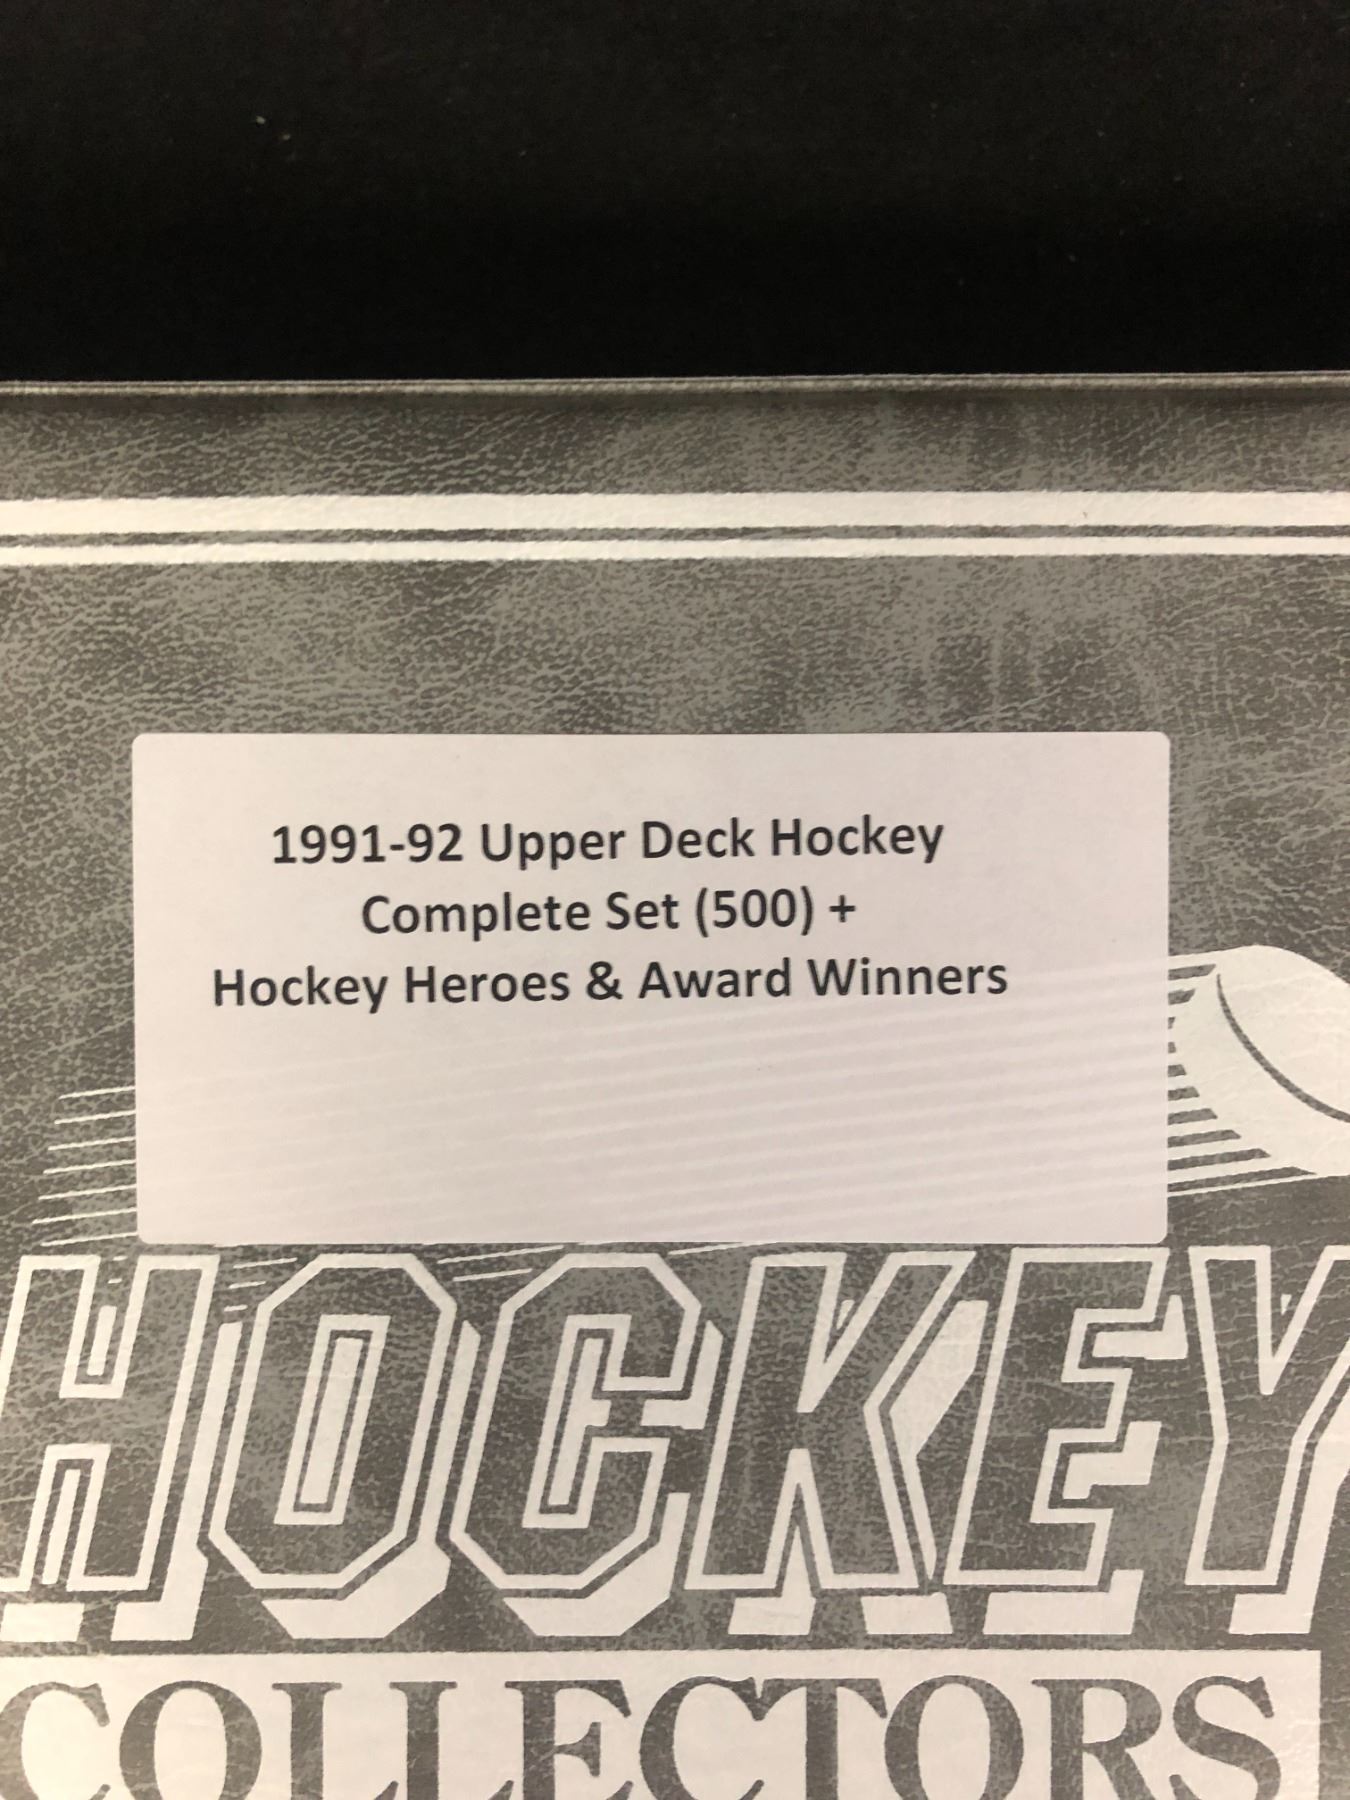 1991-92 Upper Deck Hockey
Complete Set (500) +
Hockey Heroes & Award Winners
HOCKEY
COLLECTORS